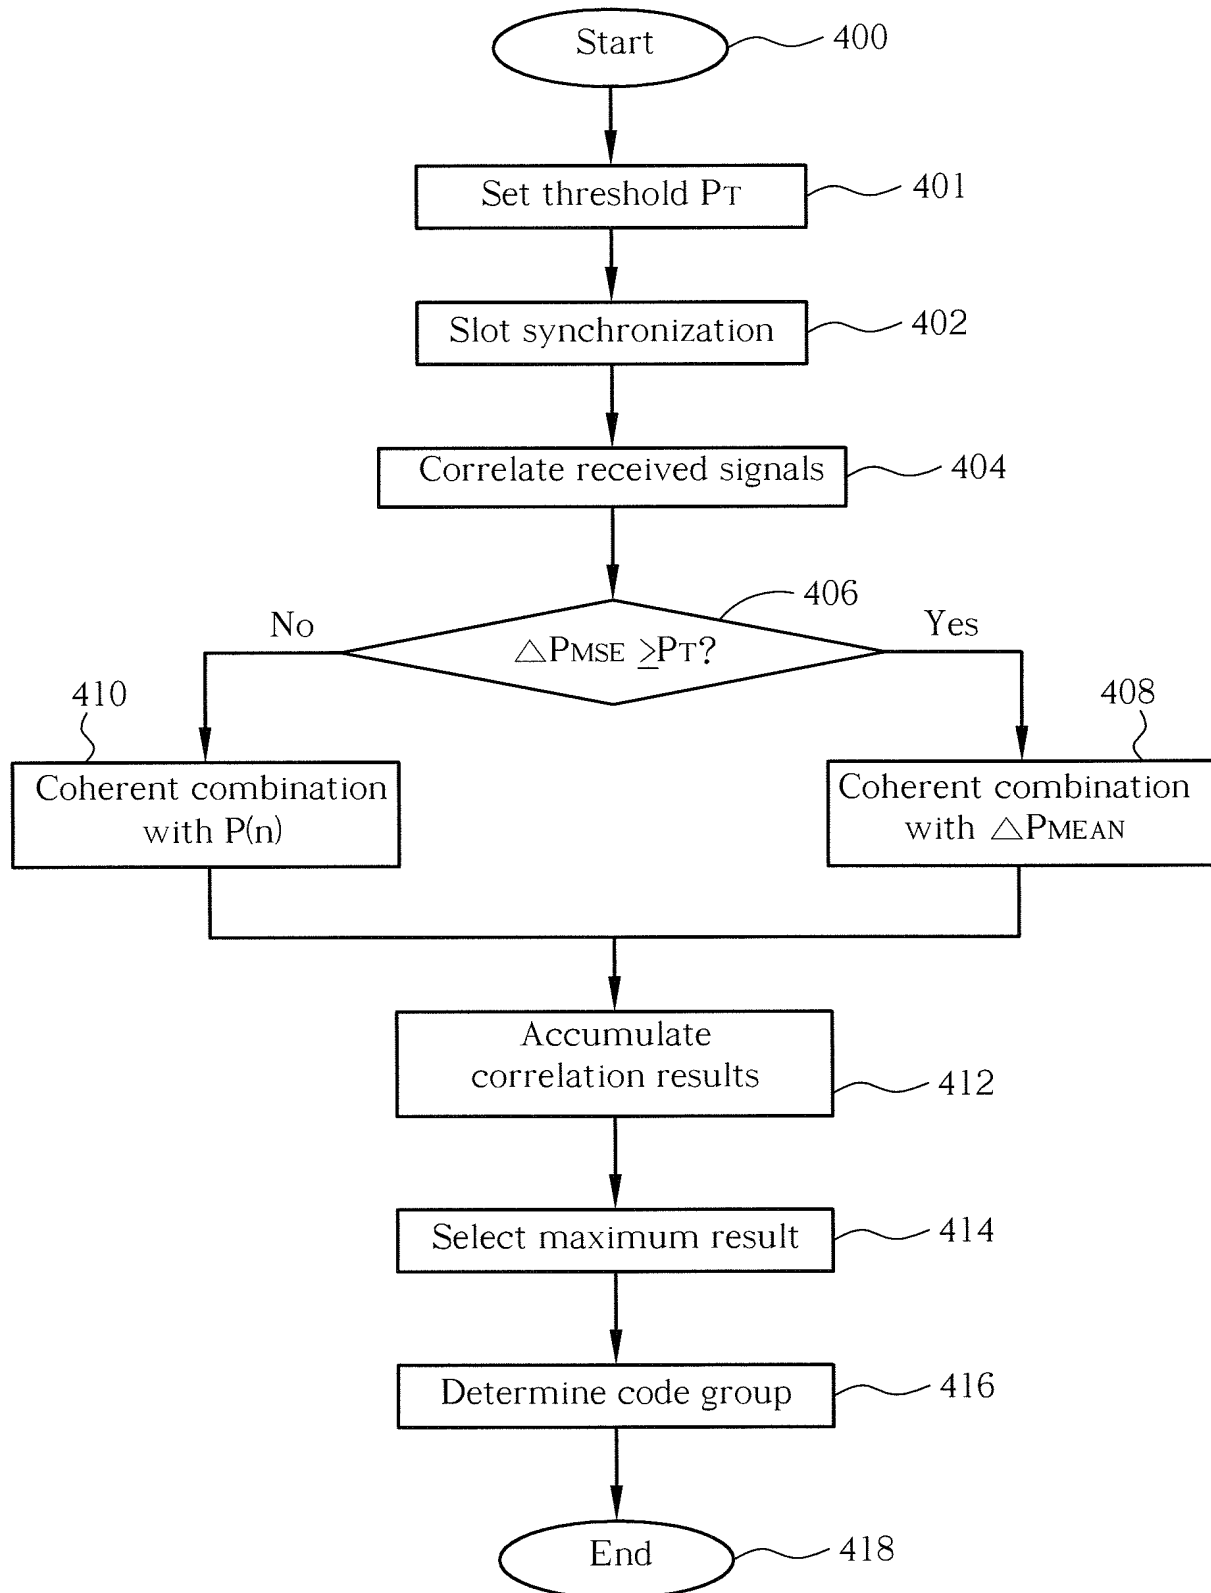 Start
400
Set threshold PT
401
Slot synchronization
402
Correlate received signals
404
406
No
△PMSE ≥PT?
Yes
410
408
Coherent combination
with P(n)
Coherent combination
with △PMEAN
Accumulate
correlation results
412
Select maximum result
414
Determine code group
416
End
418